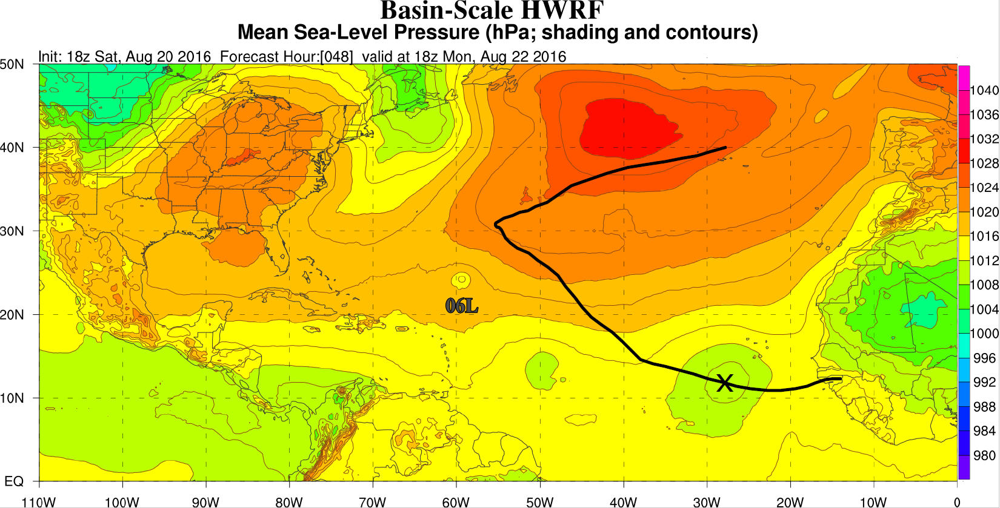 Basin-Scale HWRF
Mean Sea-Level Pressure (hPa; shading and contours)
Init: 18z Sat, Aug 20 2016  Forecast Hour:[048]  valid at 18z Mon, Aug 22 2016
50N
40N
30N
20N
10N
EQ
06L
X
1040
1036
1032
1028
1024
1020
1016
1012
1008
1004
1000
996
992
988
984
980
110W 100W 90W 80W 70W 60W 50W 40W 30W 20W 10W 0